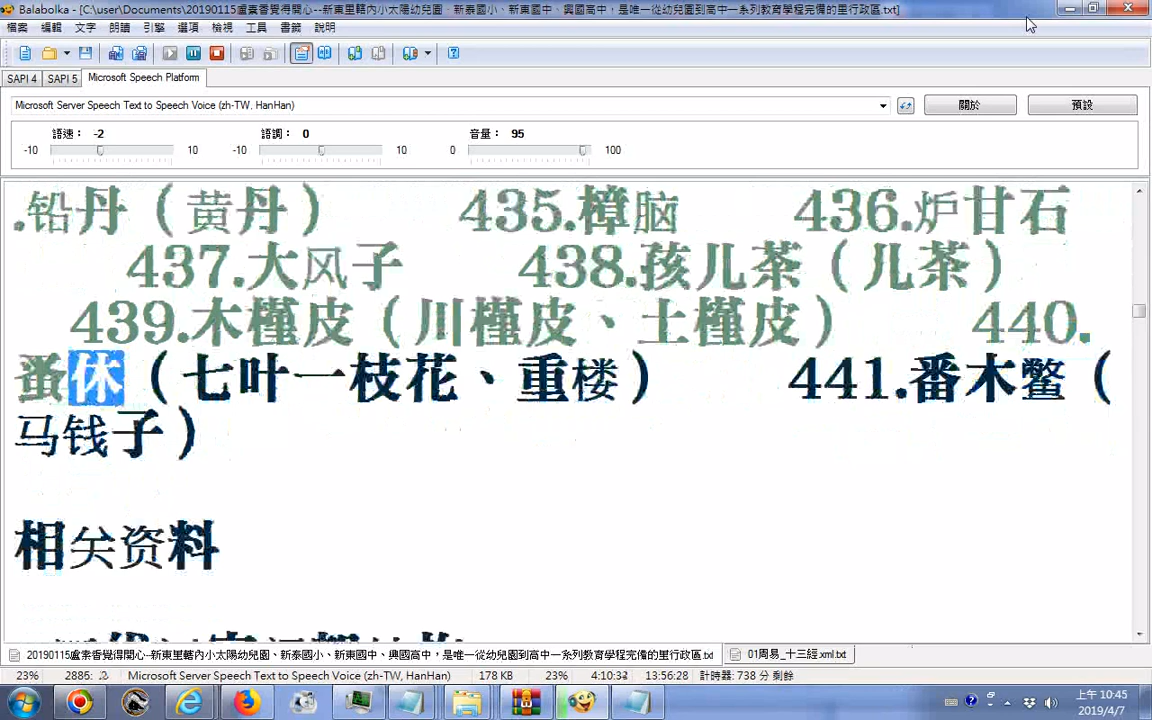 Balabolka - [C:\user\Documents\20190115盧素香覺得開心--新東里轄內小太陽幼兒園、新泰國小、新東國中、興國高中，是唯一從幼兒園到高中一系列教育學程完備的里行政區.txt]
檔案 編輯 文字 朗讀 引擎 選項 檢視 工具 書籤 說明
SAPI 4 SAPI 5 Microsoft Speech Platform
Microsoft Server Speech Text to Speech Voice (zh-TW, HanHan) 關於 預設
語速： -2 語調： 0 音量： 95
-10 10 -10 10 0 100
.铅丹（黄丹） 435.樟脑 436.炉甘石
437.大风子 438.孩儿茶（儿茶）
439.木槿皮（川槿皮、土槿皮） 440.
蚤休（七叶一枝花、重楼） 441.番木鳖（
马钱子）
相关资料
20190115盧素香覺得開心--新東里轄內小太陽幼兒園、新泰國小、新東國中、興國高中，是唯一從幼兒園到高中一系列教育學程完備的里行政區.txt 01周易_十三經.xml.txt
23% 2885: Microsoft Server Speech Text to Speech Voice (zh-TW, HanHan) 178 KB 23% 4:10:32 13:56:28 計時器： 738 分 剩餘
上午 10:45
2019/4/7